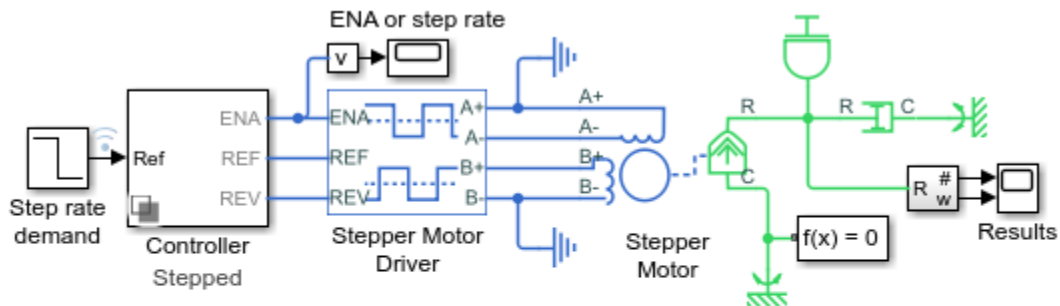 ENA or step rate
v
ENA
ENA
A+
A+
R
R
C
A-
A-
Ref
REF
REF
B+
B+
C
R
#
w
REV
REV
B-
B-
Step rate
demand
Controller
Stepped
Stepper Motor
Driver
Stepper
Motor
f(x) = 0
Results